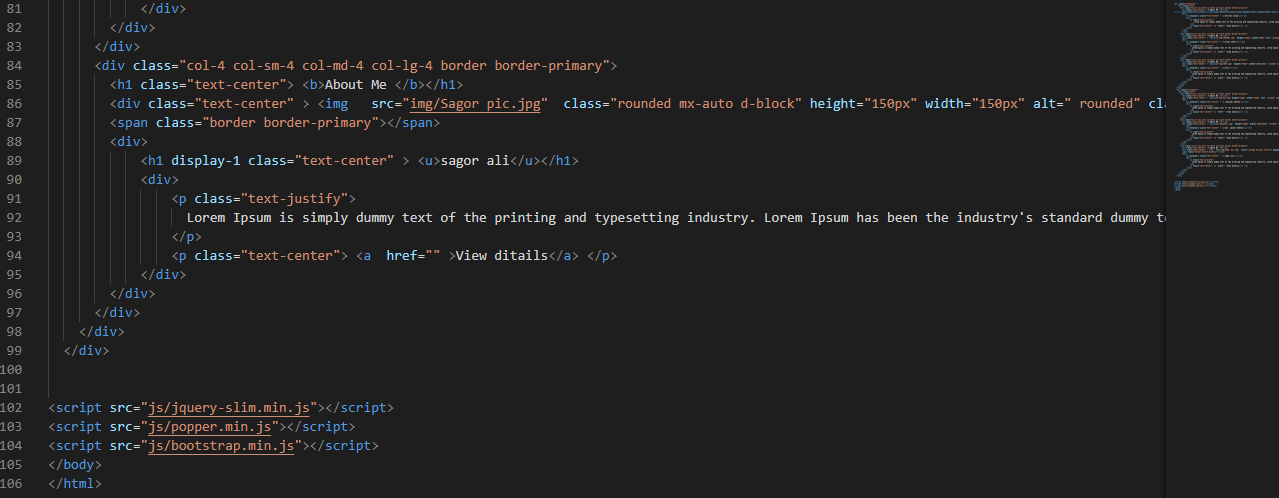 81 </div>
82 </div>
83 </div>
84 <div class="col-4 col-sm-4 col-md-4 col-lg-4 border border-primary">
85 <h1 class="text-center"> <b>About Me </b></h1>
86 <div class="text-center" > <img   src="img/Sagor pic.jpg"  class="rounded mx-auto d-block" height="150px" width="150px" alt=" rounded" cla
87 <span class="border border-primary"></span>
88 <div>
89 <h1 display-1 class="text-center" > <u>sagor ali</u></h1>
90 <div>
91 <p class="text-justify">
92 Lorem Ipsum is simply dummy text of the printing and typesetting industry. Lorem Ipsum has been the industry's standard dummy te
93 </p>
94 <p class="text-center"> <a  href="" >View ditails</a> </p>
95 </div>
96 </div>
97 </div>
98 </div>
99 </div>
100
101
102 <script src="js/jquery-slim.min.js"></script>
103 <script src="js/popper.min.js"></script>
104 <script src="js/bootstrap.min.js"></script>
105 </body>
106 </html>